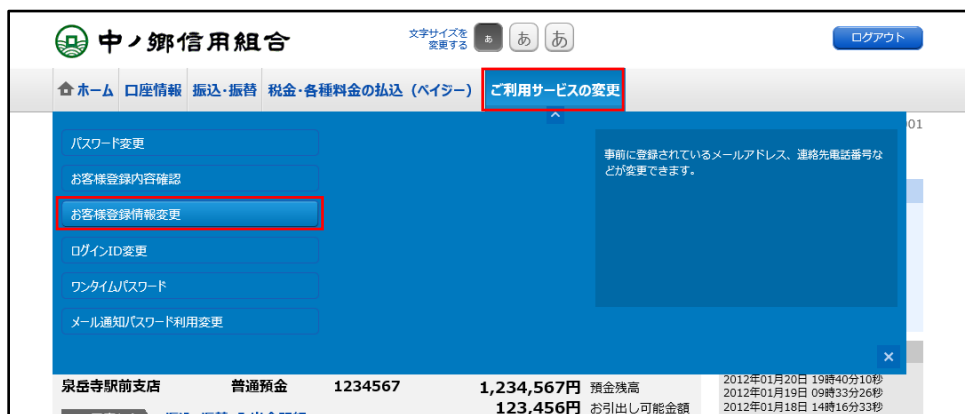 中ノ郷信用組合
文字サイズを
変更する
あ
あ
あ
ログアウト
ホーム 口座情報 振込・振替 税金・各種料金の払込（ペイジー） ご利用サービスの変更
01
パスワード変更
お客様登録内容確認
お客様登録情報変更
ログインID変更
ワンタイムパスワード
メール通知パスワード利用変更
事前に登録されているメールアドレス、連絡先電話番号な
どが変更できます。
泉岳寺駅前支店 普通預金 1234567 1,234,567円 預金残高
123,456円 お引出し可能金額
2012年01月20日 19時40分10秒
2012年01月19日 09時33分26秒
2012年01月18日 14時16分33秒